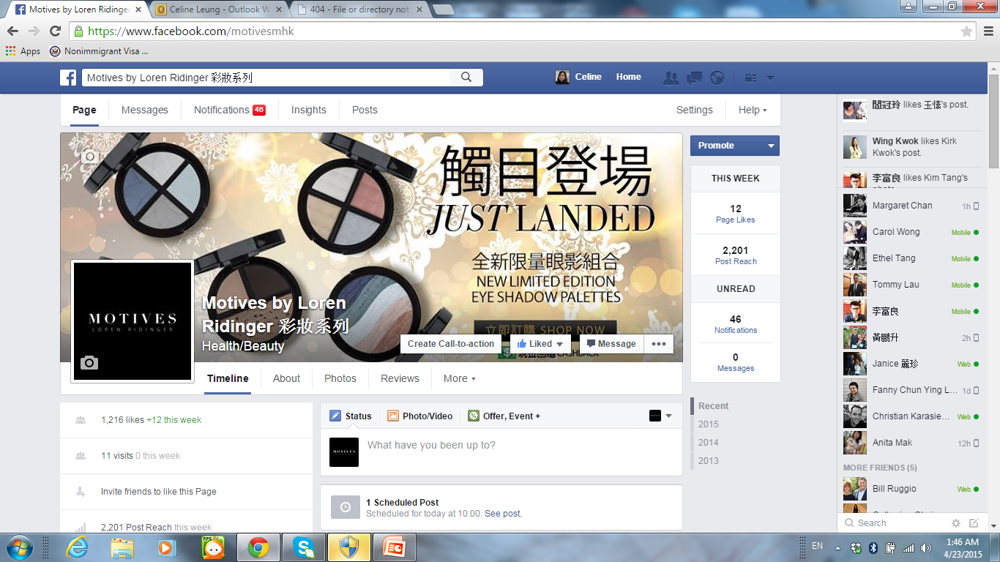 Motives by Loren Ridinger
Celine Leung - Outlook W
404 - File or directory not
https://www.facebook.com/motivesmhk
Apps
Nonimmigrant Visa ...
Motives by Loren Ridinger 彩妝系列
Celine
Home
Page
Messages
Notifications 46
Insights
Posts
Settings
Help
觸目登場
JUST LANDED
全新限量眼影組合
NEW LIMITED EDITION
EYE SHADOW PALETTES
立即訂購 SHOP NOW
CASHBACK
MOTIVES
LOREN RIDINGER
Motives by Loren
Ridinger 彩妝系列
Health/Beauty
Create Call-to-action
Liked
Message
Timeline
About
Photos
Reviews
More
1,216 likes +12 this week
11 visits 0 this week
Invite friends to like this Page
2,201 Post Reach this week
Status
Photo/Video
Offer, Event +
MOTIVES
What have you been up to?
1 Scheduled Post
Scheduled for today at 10:00. See post.
Promote
THIS WEEK
12
Page Likes
2,201
Post Reach
UNREAD
46
Notifications
0
Messages
Recent
2015
2014
2013
閻冠玲 likes 玉愫's post.
Wing Kwok likes Kirk
Kwok's post.
李富良 likes Kim Tang's
photo
Margaret Chan 1h
Carol Wong Mobile
Ethel Tang Mobile
Tommy Lau Mobile
李富良 Mobile
黃鵬升 2h
Janice 麗珍 Web
Fanny Chun Ying L... 1d
Christian Karasie... Web
Anita Mak 12h
MORE FRIENDS (5)
Bill Ruggio Web
Search
PPS
EN
1:46 AM
4/23/2015